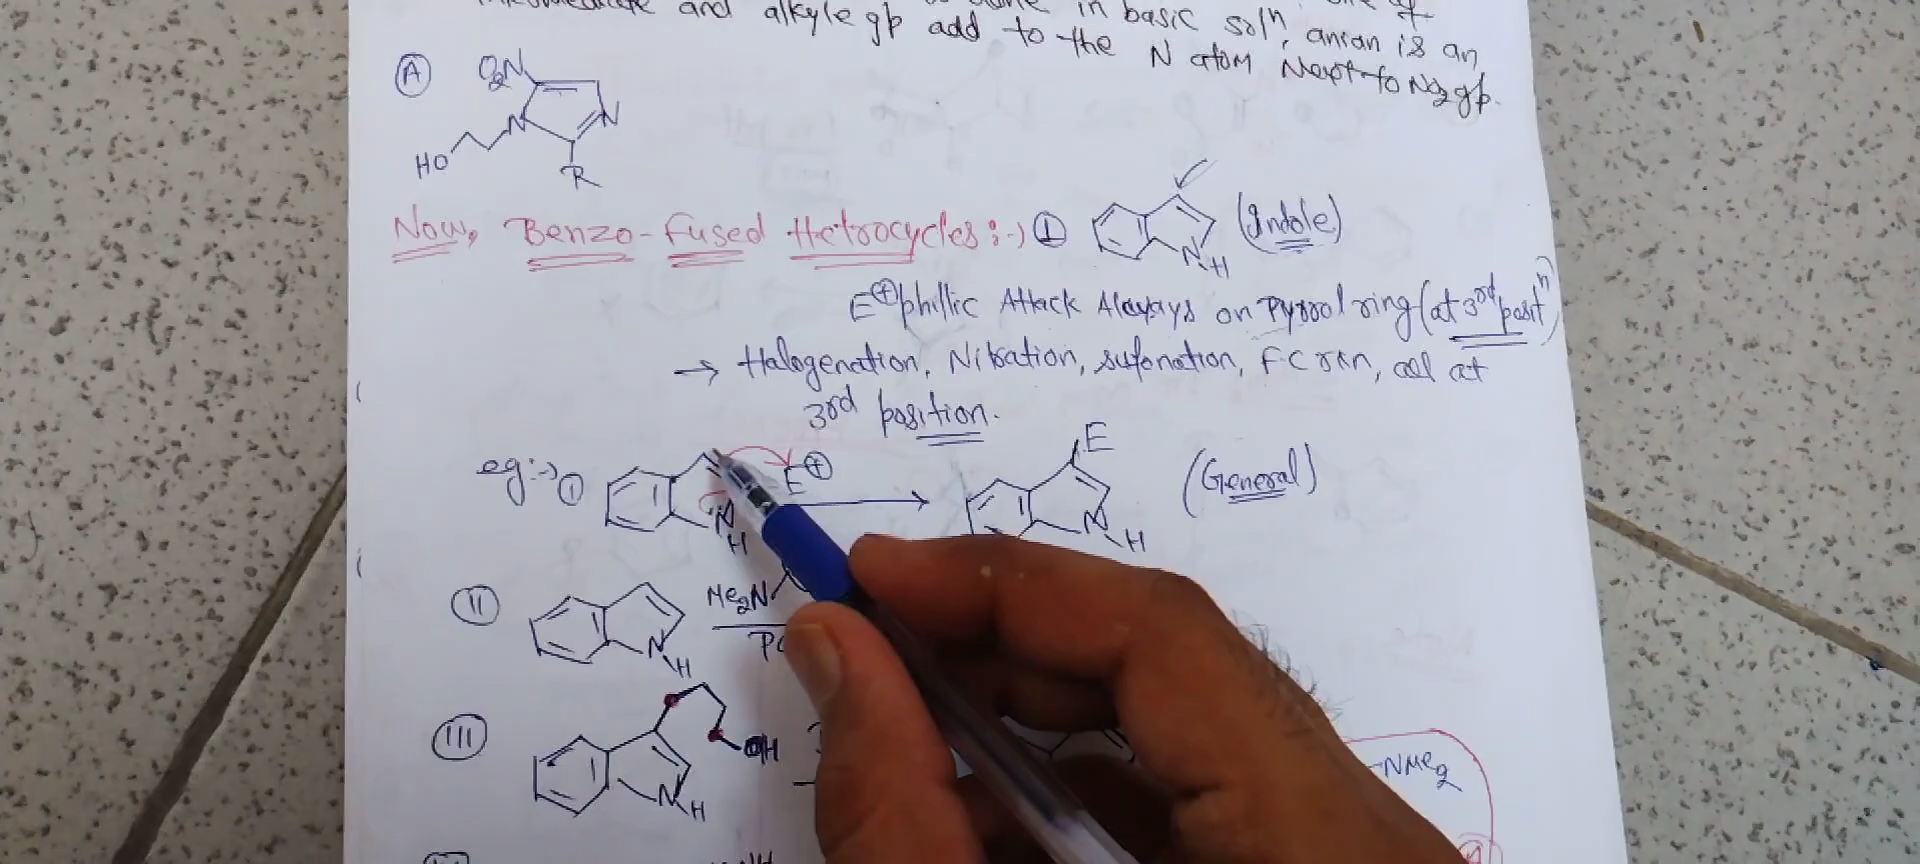 and alkyle gp add to the N atom Next to NO2 gp.
in basic solⁿ, anian is an
A O2N
N
N
HO
R
Now, Benzo-fused Hetrocycles:-) 1 (Indole)
N H
E⊕phillic Attack Always on Pyrrol ring (at 3rd positⁿ)
→ Halogenation, Nitration, sufonation, F.C rxn, all at
3rd position.
eg:-) 1 E⊕ E (General)
N H N H
II Me2N
N H
III OH
N H
-NMe2